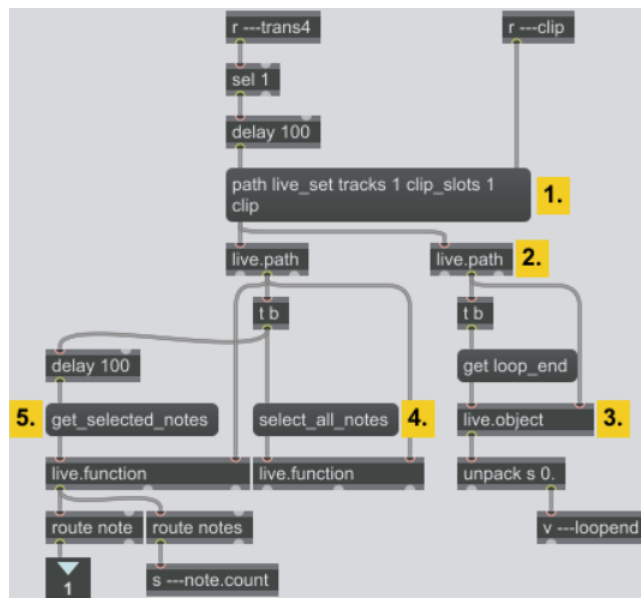 r ---trans4
r ---clip
sel 1
delay 100
path live_set tracks 1 clip_slots 1
clip
1.
live.path
live.path
2.
t b
t b
delay 100
get loop_end
5.
get_selected_notes
select_all_notes
4.
live.object
3.
live.function
live.function
unpack s 0.
route note
route notes
v ---loopend
1
s ---note.count